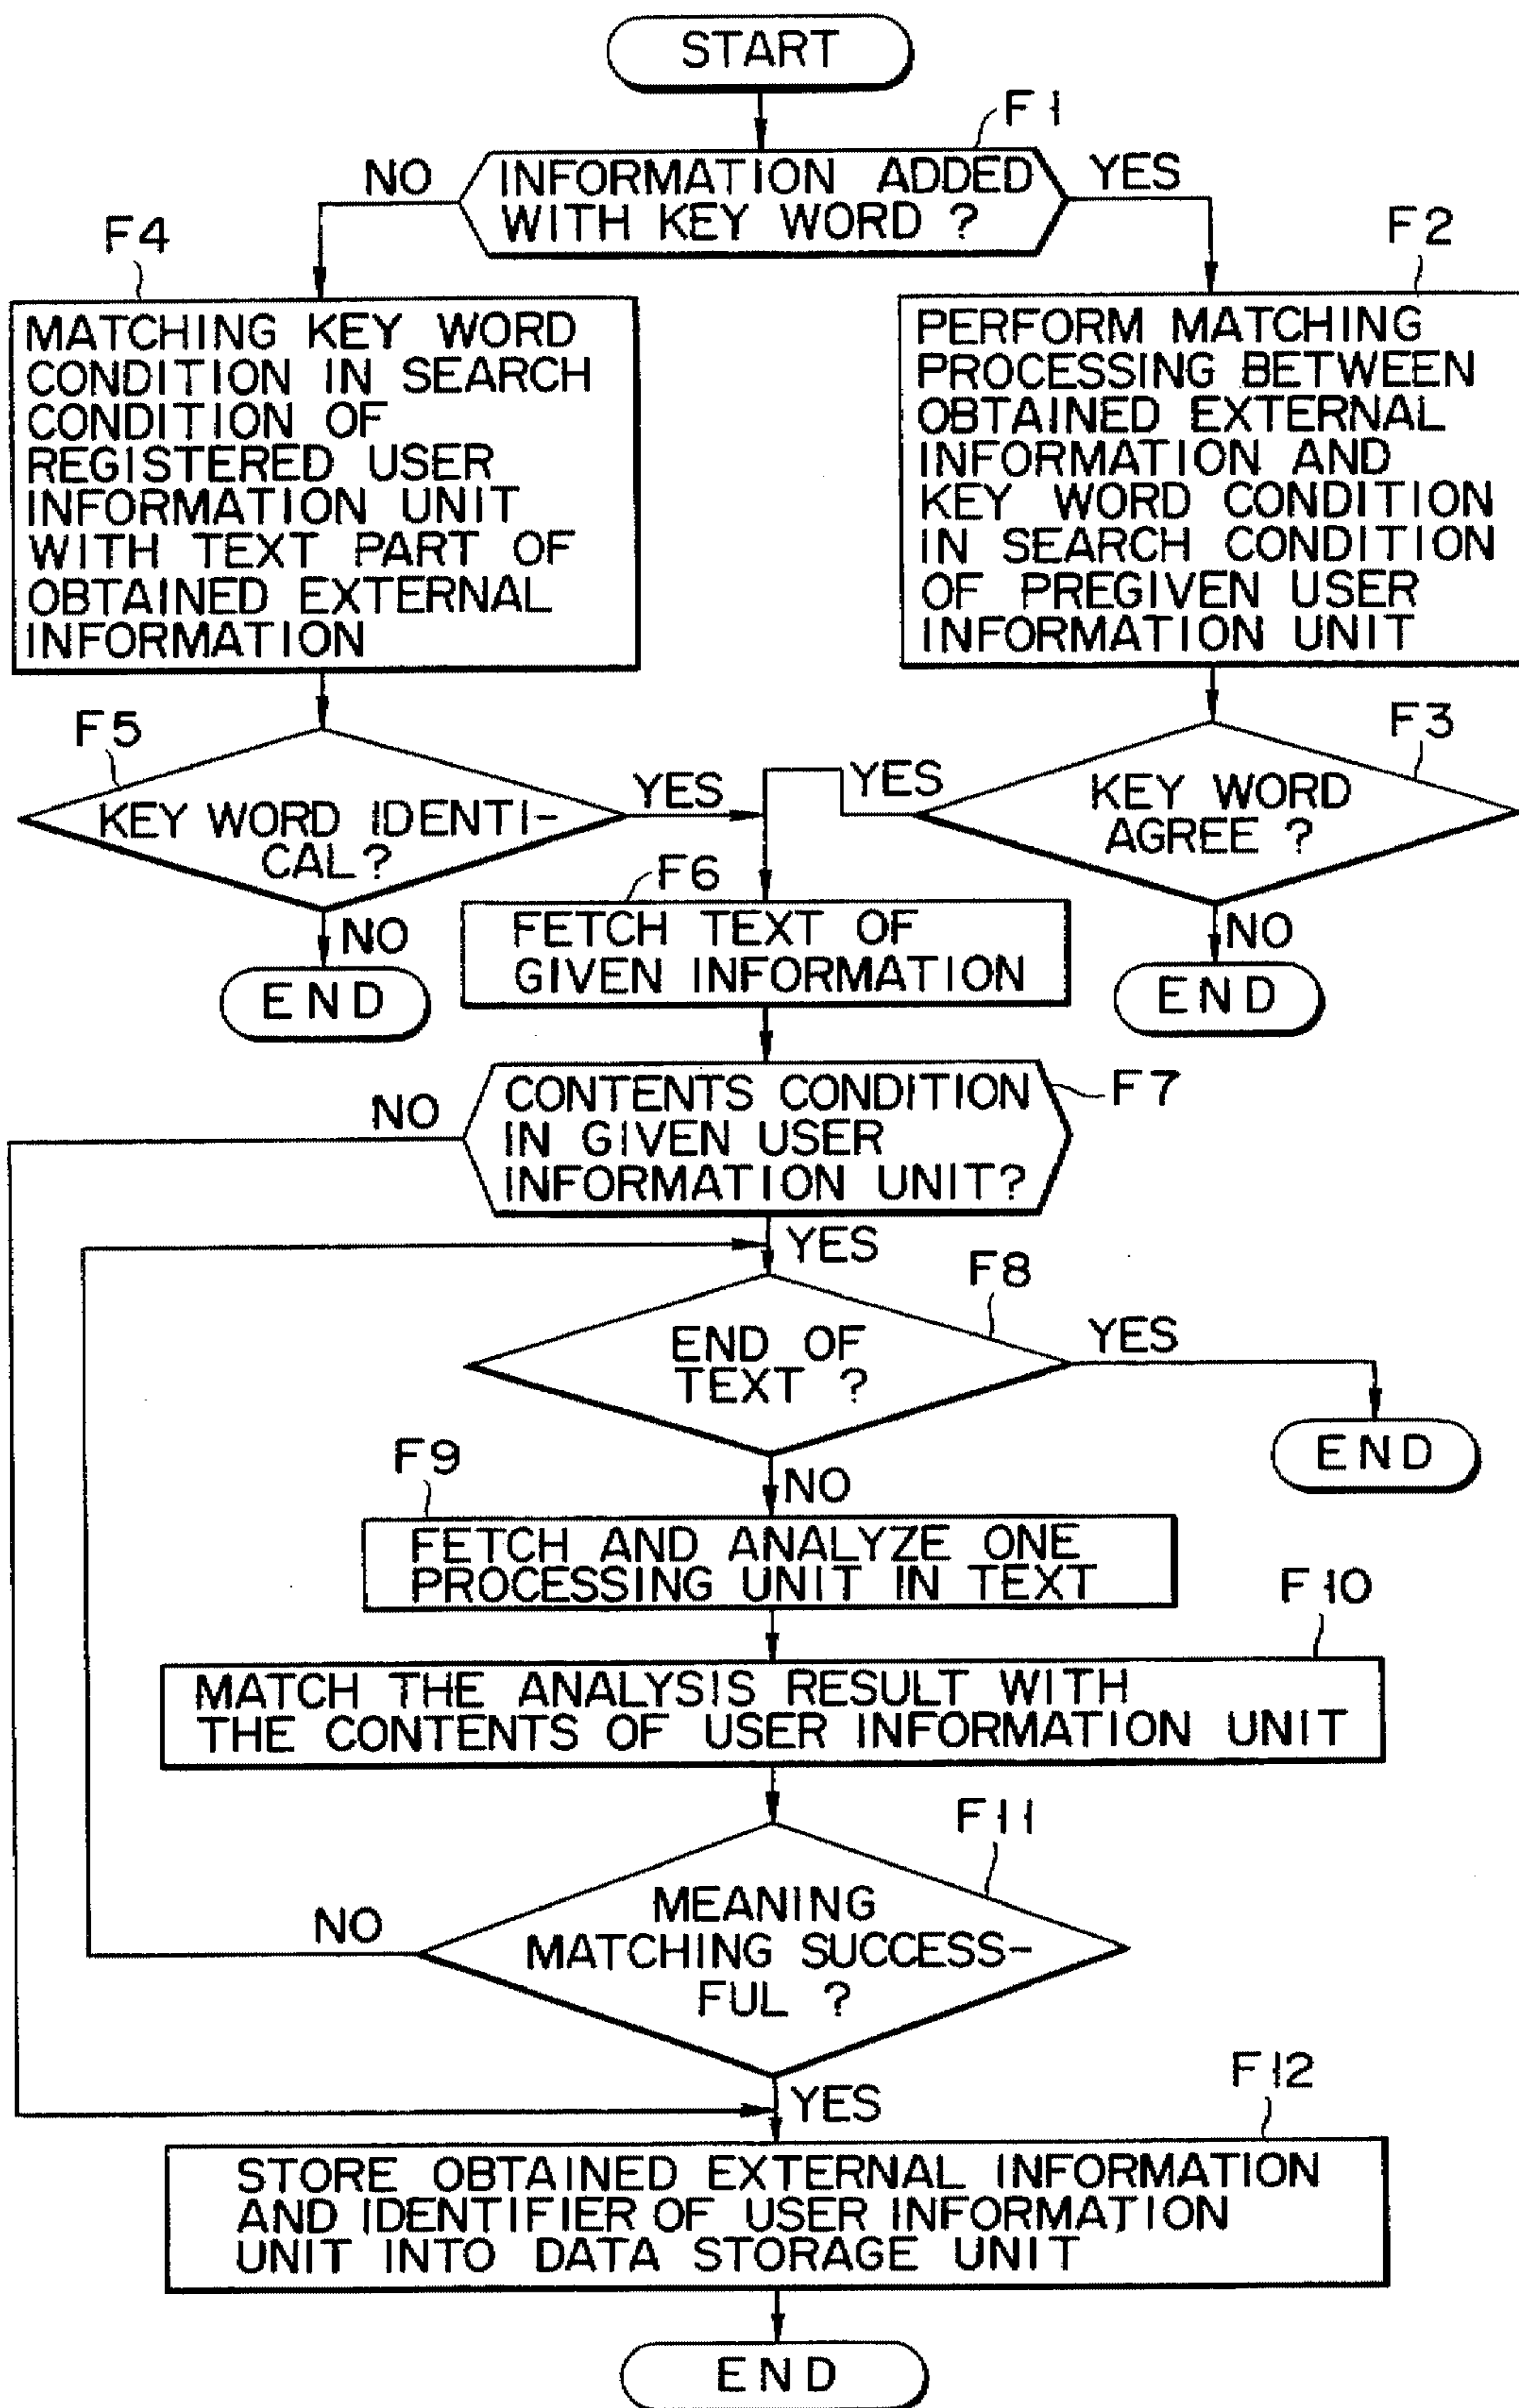 START
F1
NO
INFORMATION ADDED
WITH KEY WORD ?
YES
F4
MATCHING KEY WORD
CONDITION IN SEARCH
CONDITION OF
REGISTERED USER
INFORMATION UNIT
WITH TEXT PART OF
OBTAINED EXTERNAL
INFORMATION
F2
PERFORM MATCHING
PROCESSING BETWEEN
OBTAINED EXTERNAL
INFORMATION AND
KEY WORD CONDITION
IN SEARCH CONDITION
OF PREGIVEN USER
INFORMATION UNIT
F5
KEY WORD IDENTI-
CAL?
YES
NO
END
F3
YES
KEY WORD
AGREE ?
NO
END
F6
FETCH TEXT OF
GIVEN INFORMATION
F7
NO
CONTENTS CONDITION
IN GIVEN USER
INFORMATION UNIT?
YES
F8
END OF
TEXT ?
YES
END
NO
F9
FETCH AND ANALYZE ONE
PROCESSING UNIT IN TEXT
F10
MATCH THE ANALYSIS RESULT WITH
THE CONTENTS OF USER INFORMATION UNIT
F11
NO
MEANING
MATCHING SUCCESS-
FUL ?
YES
F12
STORE OBTAINED EXTERNAL INFORMATION
AND IDENTIFIER OF USER INFORMATION
UNIT INTO DATA STORAGE UNIT
END